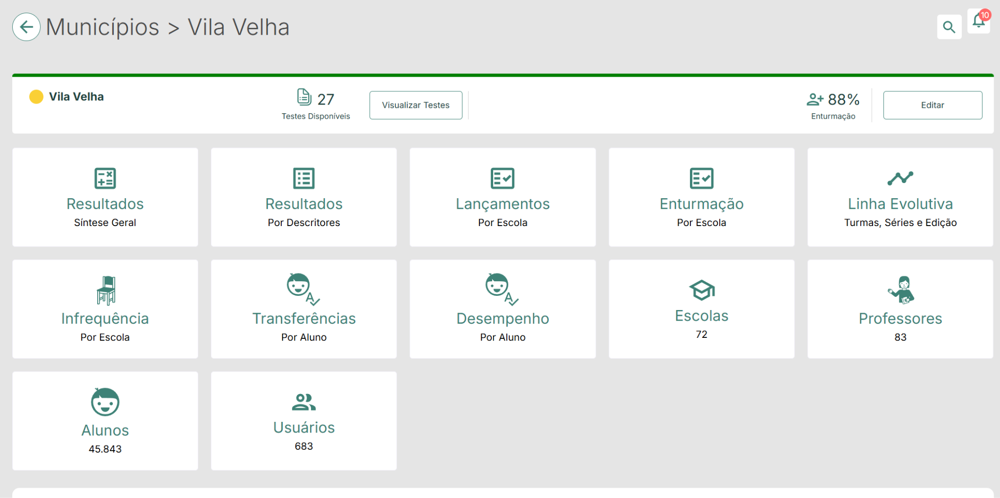 Municípios > Vila Velha
10
Vila Velha
27
Testes Disponíveis
Visualizar Testes
88%
Enturmação
Editar
Resultados
Síntese Geral
Resultados
Por Descritores
Lançamentos
Por Escola
Enturmação
Por Escola
Linha Evolutiva
Turmas, Séries e Edição
Infrequência
Por Escola
Transferências
Por Aluno
Desempenho
Por Aluno
Escolas
72
Professores
83
Alunos
45.843
Usuários
683